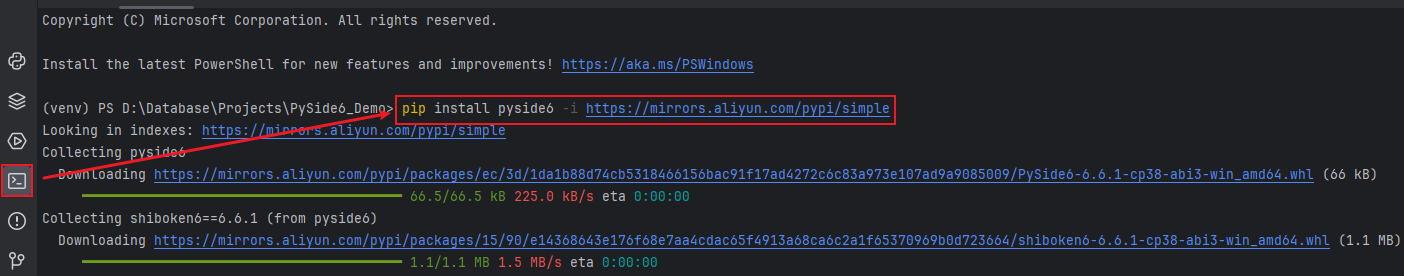 Copyright (C) Microsoft Corporation. All rights reserved.
Install the latest PowerShell for new features and improvements! https://aka.ms/PSWindows
(venv) PS D:\Database\Projects\PySide6_Demo> pip install pyside6 -i https://mirrors.aliyun.com/pypi/simple
Looking in indexes: https://mirrors.aliyun.com/pypi/simple
Collecting pyside6
Downloading https://mirrors.aliyun.com/pypi/packages/ec/3d/1da1b88d74cb5318466156bac91f17ad4272c6c83a973e107ad9a9085009/PySide6-6.6.1-cp38-abi3-win_amd64.whl (66 kB)
66.5/66.5 kB 225.0 kB/s eta 0:00:00
Collecting shiboken6==6.6.1 (from pyside6)
Downloading https://mirrors.aliyun.com/pypi/packages/15/90/e14368643e176f68e7aa4cdac65f4913a68ca6c2a1f65370969b0d723664/shiboken6-6.6.1-cp38-abi3-win_amd64.whl (1.1 MB)
1.1/1.1 MB 1.5 MB/s eta 0:00:00